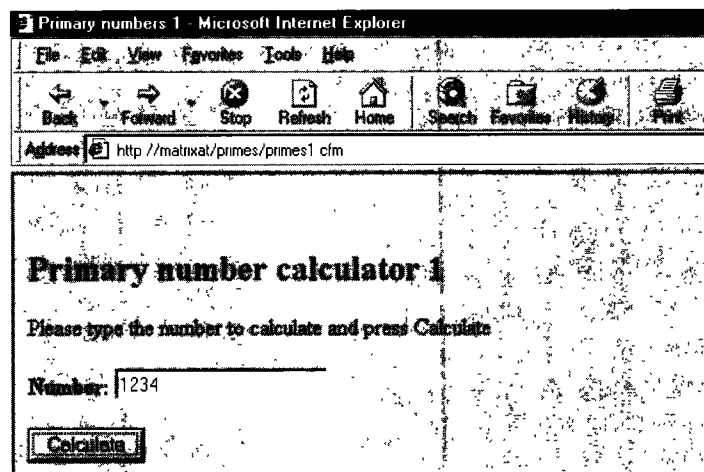 Primary numbers 1 - Microsoft Internet Explorer
File Edit View Favorites Tools Help
Back Forward Stop Refresh Home Search Favorites History Print
Address http //matrixat/primes/primes1 cfm
Primary number calculator 1
Please type the number to calculate and press Calculate
Number: 1234
Calculate